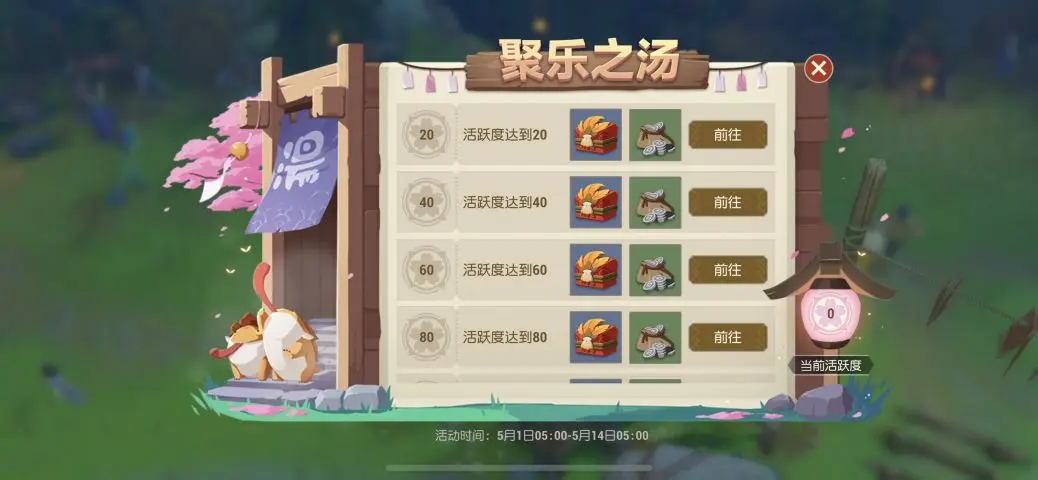 聚乐之汤
湯
20 活跃度达到20 前往
40 活跃度达到40 前往
60 活跃度达到60 前往
80 活跃度达到80 前往
0
当前活跃度
活动时间：5月1日05:00-5月14日05:00